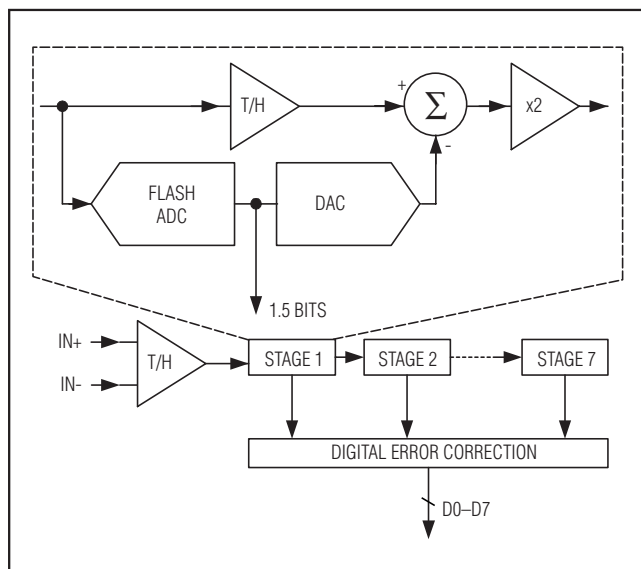 T/H
+
Σ
-
x2
FLASH
ADC
DAC
1.5 BITS
IN+
IN-
T/H
STAGE 1
STAGE 2
STAGE 7
DIGITAL ERROR CORRECTION
D0–D7